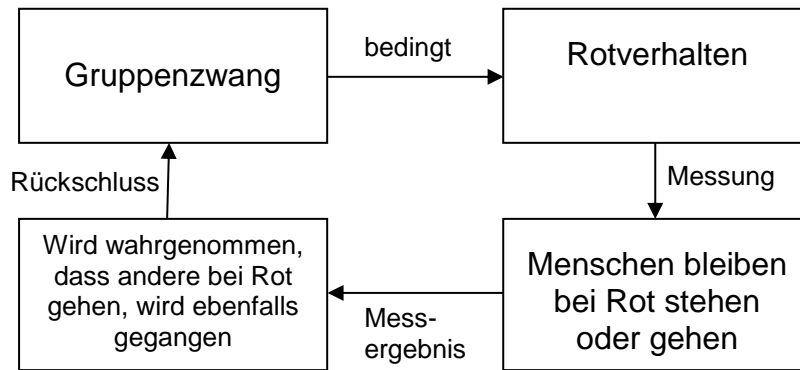 Gruppenzwang
bedingt
Rotverhalten
Messung
Menschen bleiben
bei Rot stehen
oder gehen
Mess-
ergebnis
Wird wahrgenommen,
dass andere bei Rot
gehen, wird ebenfalls
gegangen
Rückschluss